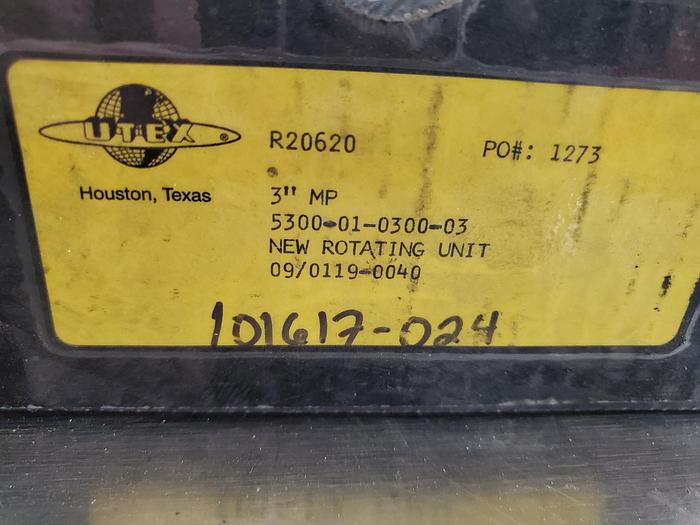 UTEX ®
Houston, Texas
R20620
PO#: 1273
3" MP
5300-01-0300-03
NEW ROTATING UNIT
09/0119-0040
101617-024